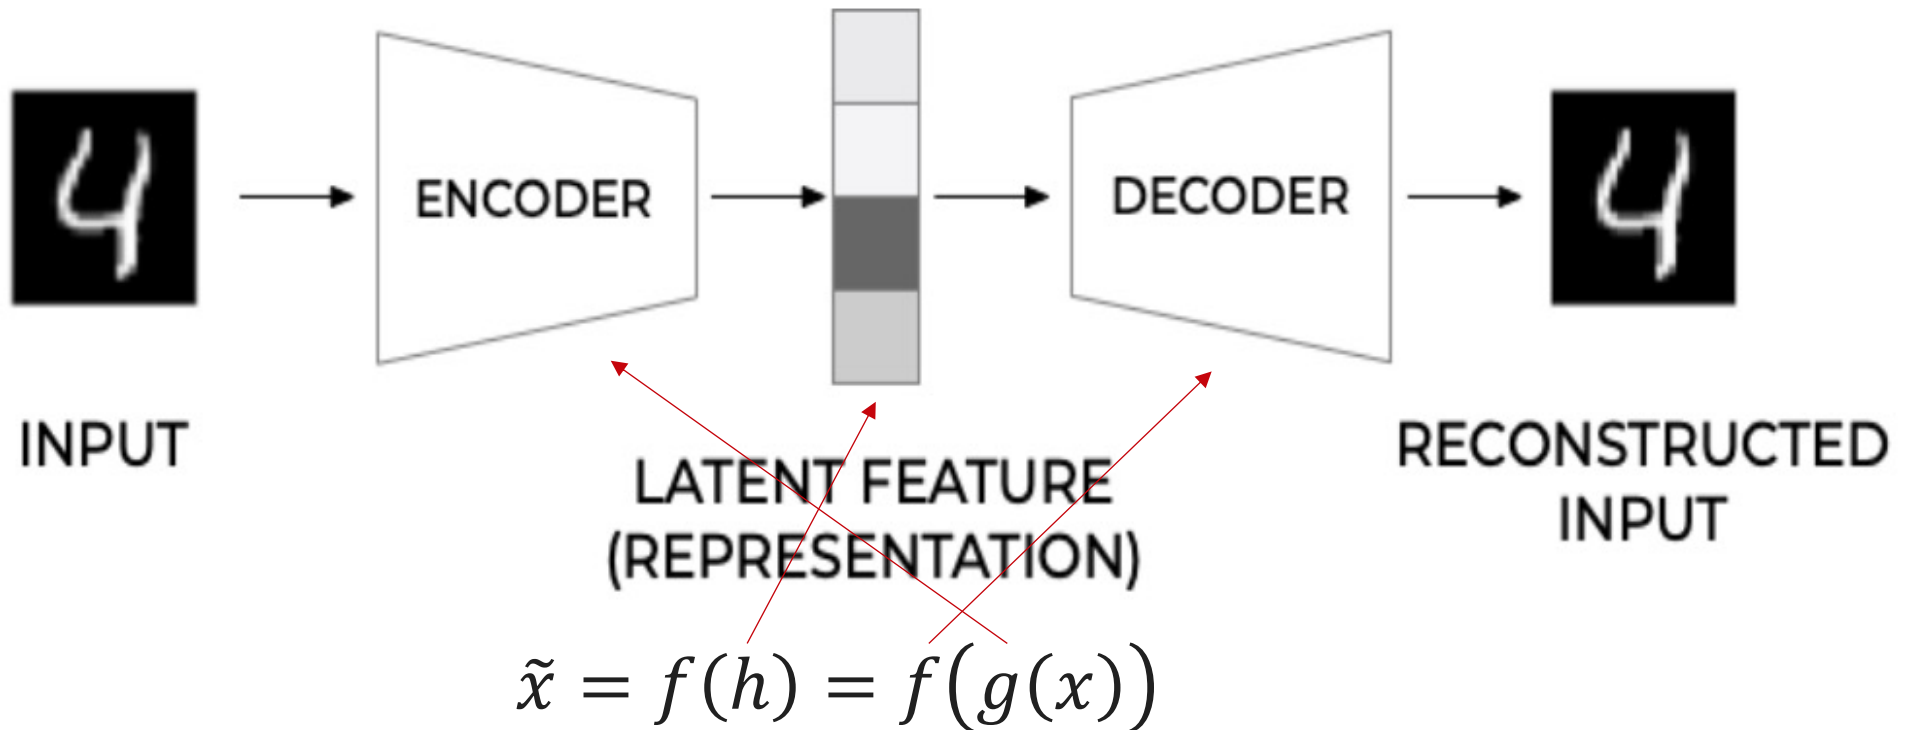 ENCODER
DECODER
INPUT
LATENT FEATURE
(REPRESENTATION)
RECONSTRUCTED
INPUT
x̃ = f(h) = f(g(x))